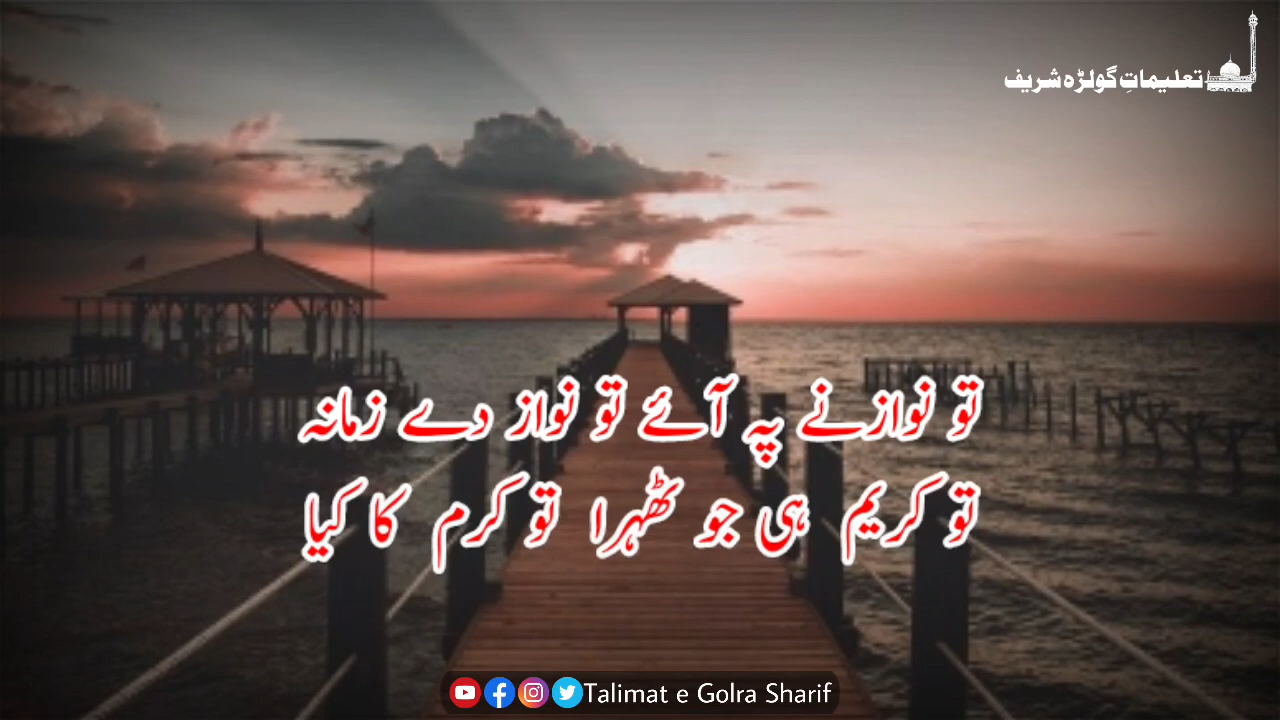 تعلیماتِ گولڑہ شریف
تو نوازنے پہ آئے تو نواز دے زمانہ
تو کریم ہی جو ٹھہرا تو کرم کا کیا
Talimat e Golra Sharif